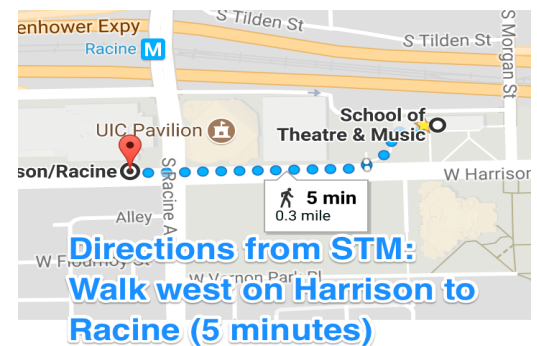 S Tilden St
enhower Expy
S Tilden St
S Morgan St
Racine M
School of
Theatre & Music
UIC Pavilion
son/Racine
W Harrison
S Racine A
5 min
0.3 mile
Alley
Directions from STM:
W Flournoy St
W Vernon Park Pl
Walk west on Harrison to
Racine (5 minutes)